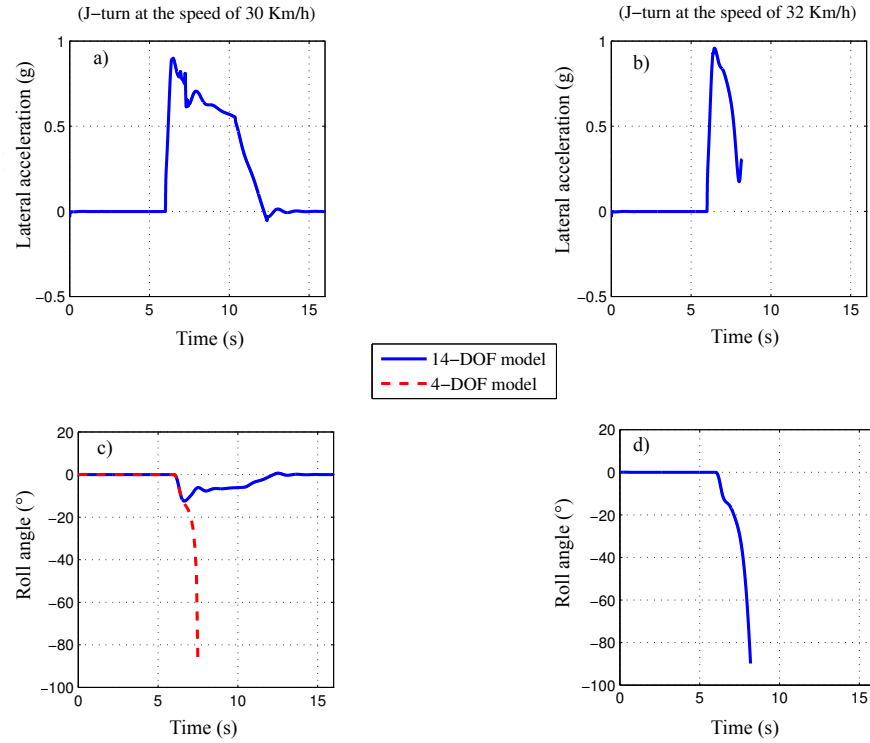 (J−turn at the speed of 30 Km/h)
(J−turn at the speed of 32 Km/h)
a)
1
0.5
0
−0.5
0
5
10
15
Lateral acceleration (g)
Time (s)
b)
1
0.5
0
−0.5
0
5
10
15
Lateral acceleration (g)
Time (s)
14−DOF model
4−DOF model
c)
20
0
−20
−40
−60
−80
−100
0
5
10
15
Roll angle (°)
Time (s)
d)
20
0
−20
−40
−60
−80
−100
0
5
10
15
Roll angle (°)
Time (s)